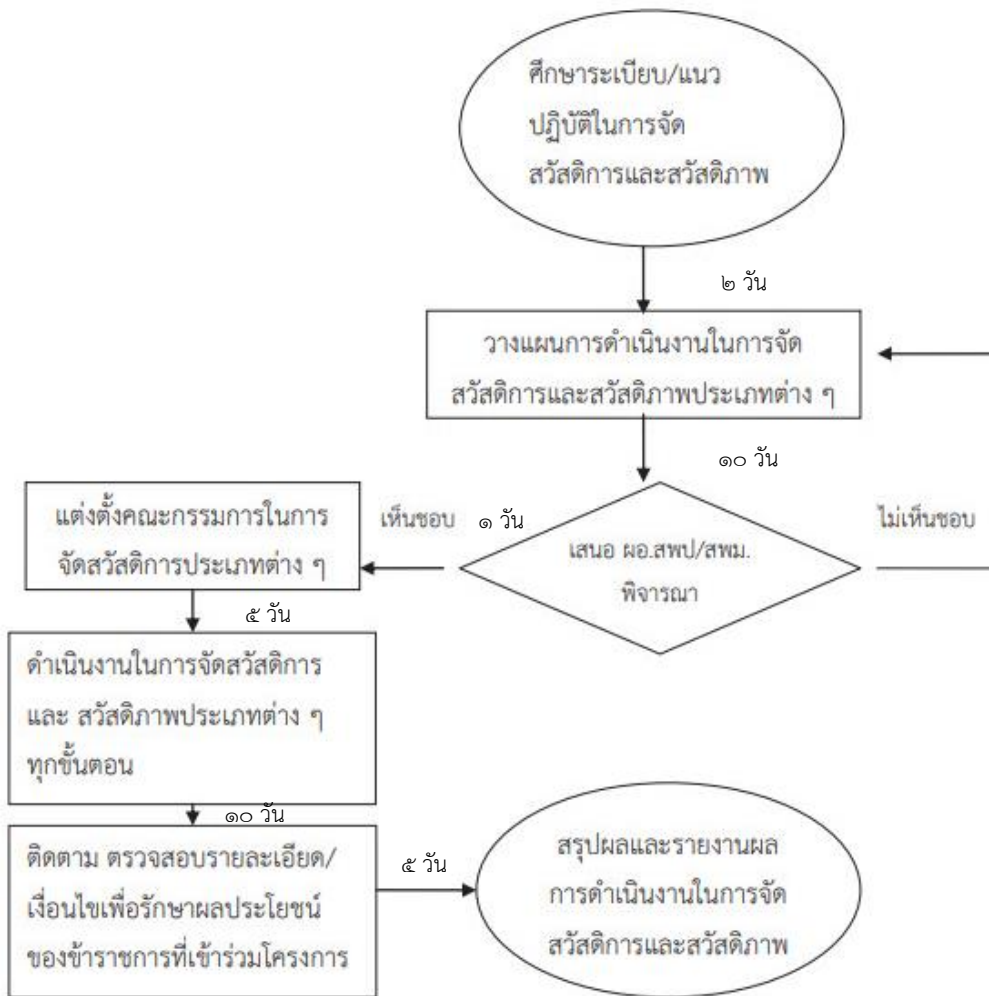 ศึกษาระเบียบ/แนว
ปฏิบัติในการจัด
สวัสดิการและสวัสดิภาพ
๒ วัน
วางแผนการดำเนินงานในการจัด
สวัสดิการและสวัสดิภาพประเภทต่าง ๆ
๑๐ วัน
เสนอ ผอ.สพป/สพม.
พิจารณา
ไม่เห็นชอบ
เห็นชอบ
๑ วัน
แต่งตั้งคณะกรรมการในการ
จัดสวัสดิการประเภทต่าง ๆ
๕ วัน
ดำเนินงานในการจัดสวัสดิการ
และ สวัสดิภาพประเภทต่าง ๆ
ทุกขั้นตอน
๑๐ วัน
ติดตาม ตรวจสอบรายละเอียด/
เงื่อนไขเพื่อรักษาผลประโยชน์
ของข้าราชการที่เข้าร่วมโครงการ
๕ วัน
สรุปผลและรายงานผล
การดำเนินงานในการจัด
สวัสดิการและสวัสดิภาพ